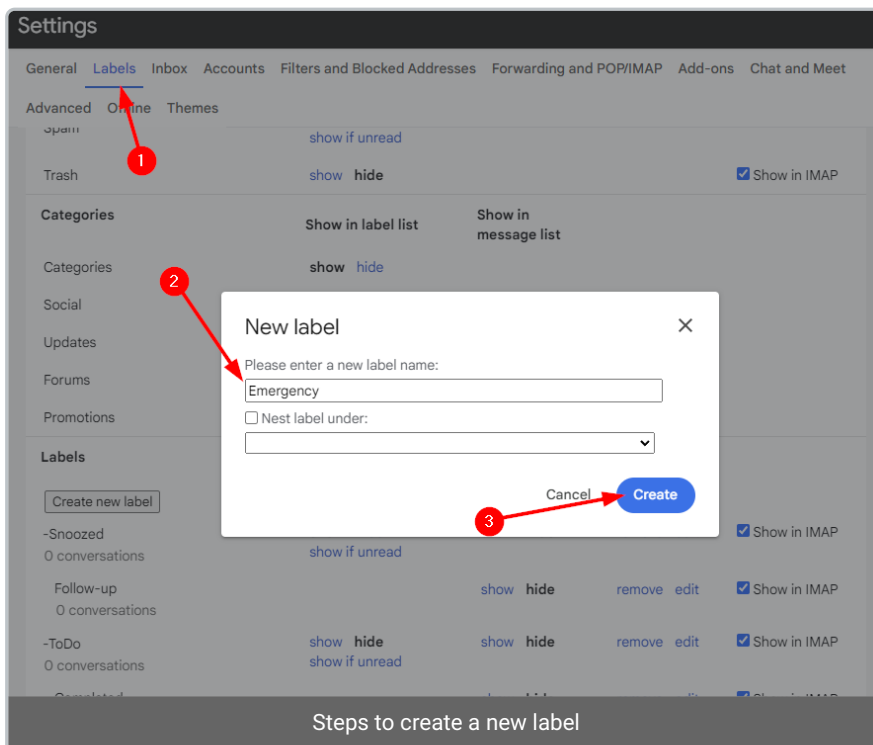 Settings
General Labels Inbox Accounts Filters and Blocked Addresses Forwarding and POP/IMAP Add-ons Chat and Meet
Advanced Offline Themes
Spam
show if unread
Trash show hide Show in IMAP
Categories Show in label list Show in
message list
Categories show hide
Social
Updates
Forums
Promotions
Labels
Create new label
New label
Please enter a new label name:
Emergency
Nest label under:
Cancel Create
1
2
3
-Snoozed Show in IMAP
0 conversations show if unread
Follow-up show hide remove edit Show in IMAP
0 conversations
-ToDo show hide show hide remove edit Show in IMAP
0 conversations show if unread
Steps to create a new label